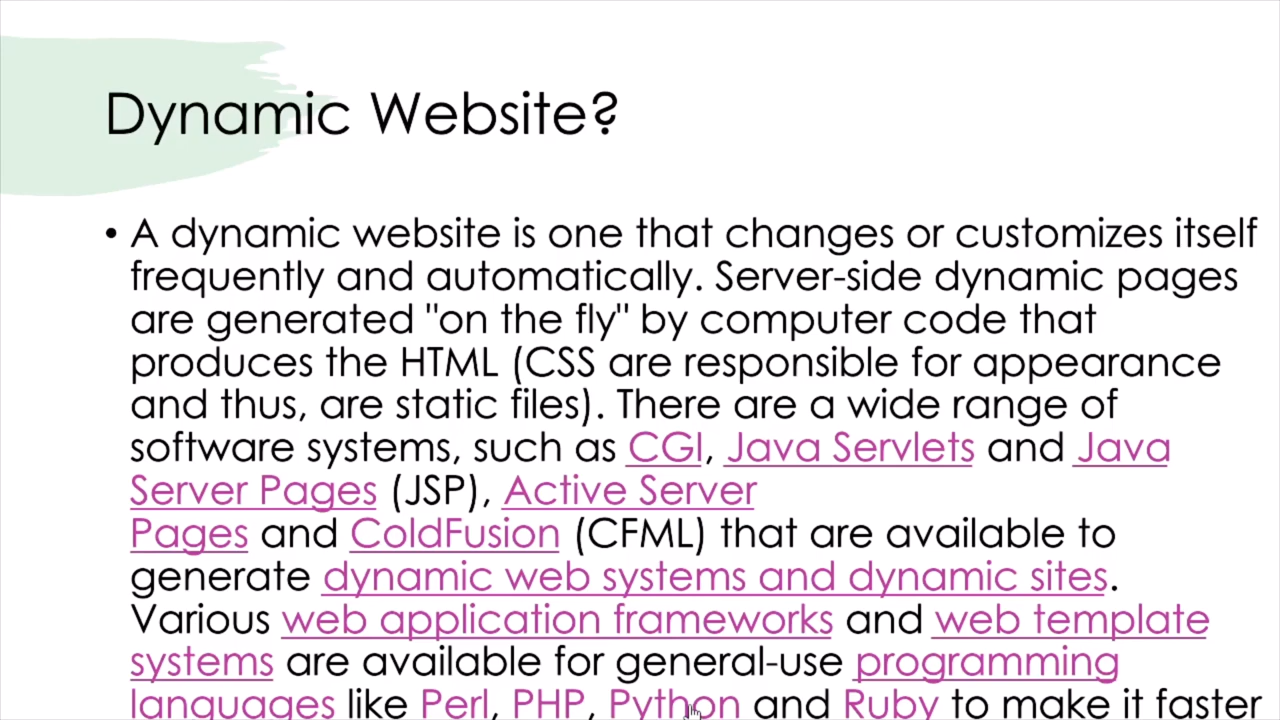 Dynamic Website?
• A dynamic website is one that changes or customizes itself
frequently and automatically. Server-side dynamic pages
are generated "on the fly" by computer code that
produces the HTML (CSS are responsible for appearance
and thus, are static files). There are a wide range of
software systems, such as CGI, Java Servlets and Java
Server Pages (JSP), Active Server
Pages and ColdFusion (CFML) that are available to
generate dynamic web systems and dynamic sites.
Various web application frameworks and web template
systems are available for general-use programming
languages like Perl, PHP, Python and Ruby to make it faster